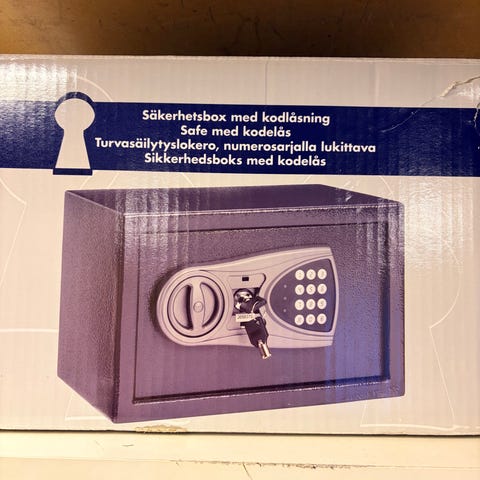 Säkerhetsbox med kodlåsning
Safe med kodelås
Turvasäilytyslokero, numerosarjalla lukittava
Sikkerhedsboks med kodelås